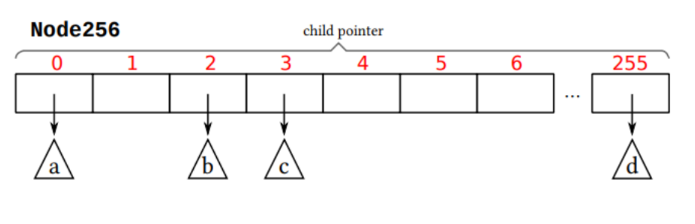 Node256
child pointer
0 1 2 3 4 5 6 255
...
a b c d